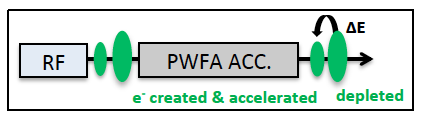 ΔE
RF
PWFA ACC.
e⁻ created & accelerated
depleted